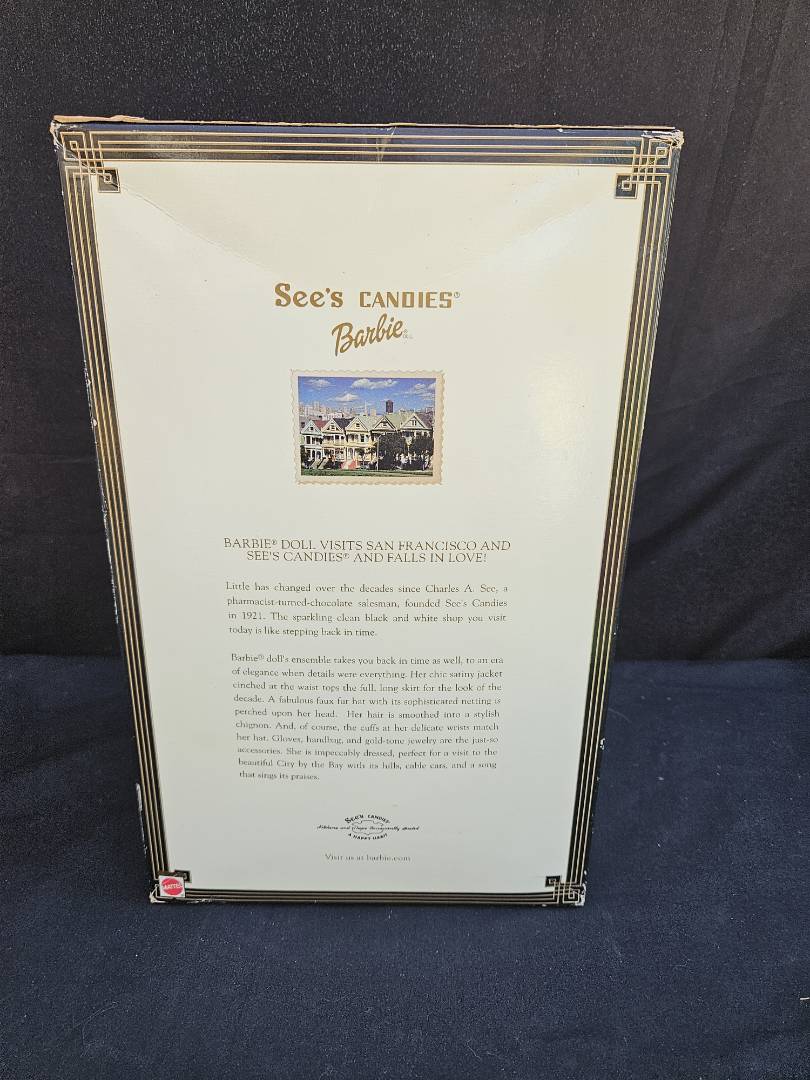 See's CANDIES®
Barbie
BARBIE® DOLL VISITS SAN FRANCISCO AND
SEE'S CANDIES® AND FALLS IN LOVE!
Little has changed over the decades since Charles A. See, a
pharmacist-turned-chocolate salesman, founded See's Candies
in 1921. The sparkling clean black and white shop you visit
today is like stepping back in time.
Barbie® doll's ensemble takes you back in time as well, to an era
of elegance when details were everything. Her chic satiny jacket
cinched at the waist tops the full, long skirt for the look of the
decade. A fabulous faux fur hat with its sophisticated netting is
perched upon her head. Her hair is smoothed into a stylish
chignon. And, of course, the cuffs at her delicate wrists match
her hat. Gloves, handbag, and gold-tone jewelry are the just-so
accessories. She is impeccably dressed, perfect for a visit to the
beautiful City by the Bay with its hills, cable cars, and a song
that sings its praises.
SEE'S CANDIES
Kitchens and Shops Conveniently located
A HAPPY HABIT
Visit us at barbie.com
MATTEL